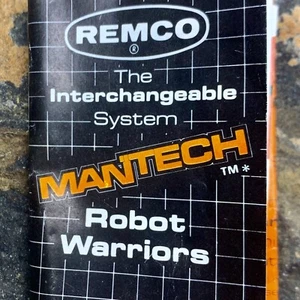 REMCO
®
The
Interchangeable
System
MANTECH
TM*
Robot
Warriors